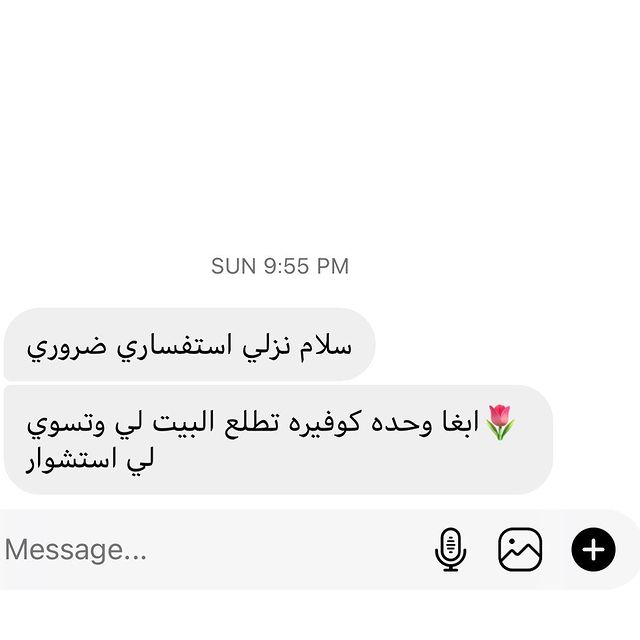 SUN 9:55 PM
سلام نزلي استفساري ضروري
🌷ابغا وحده كوفيره تطلع البيت لي وتسوي
لي استشوار
Message...